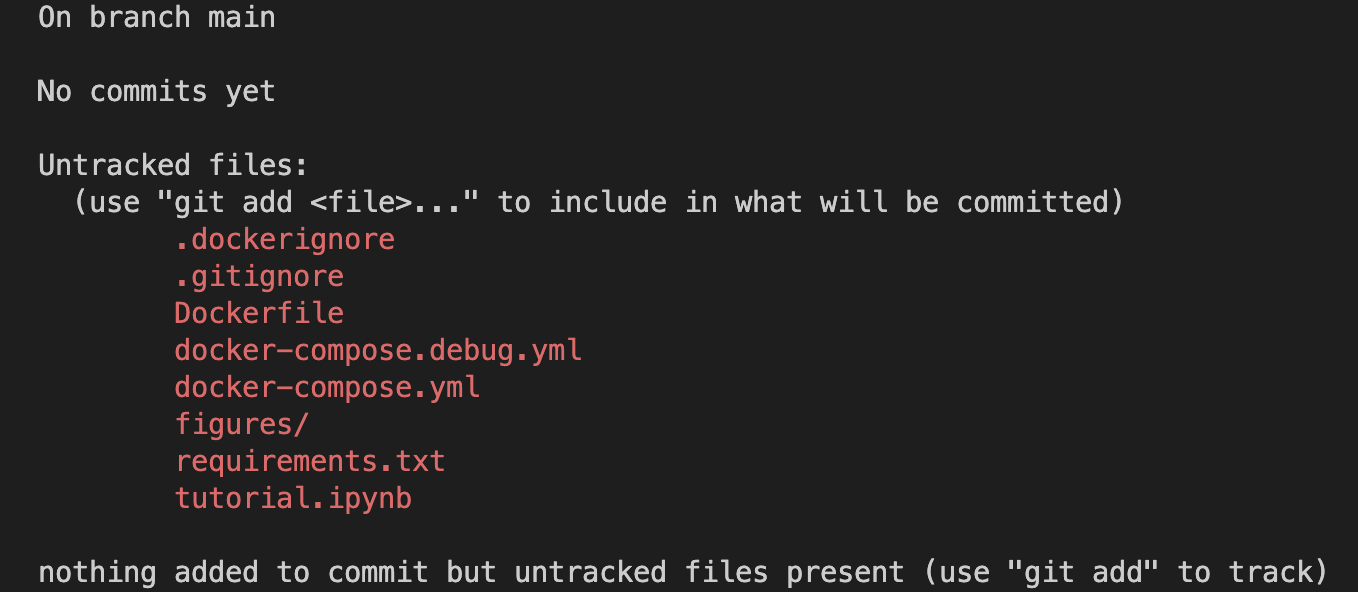 On branch main
No commits yet
Untracked files:
(use "git add <file>..." to include in what will be committed)
.dockerignore
.gitignore
Dockerfile
docker-compose.debug.yml
docker-compose.yml
figures/
requirements.txt
tutorial.ipynb
nothing added to commit but untracked files present (use "git add" to track)